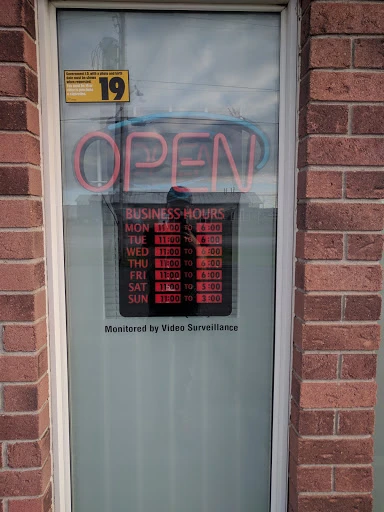 19
OPEN
BUSINESS HOURS
MON 11:00 TO 6:00
TUE 11:00 TO 6:00
WED 11:00 TO 6:00
THU 11:00 TO 6:00
FRI 11:00 TO 6:00
SAT 11:00 TO 5:00
SUN 11:00 TO 5:00
Monitored by Video Surveillance